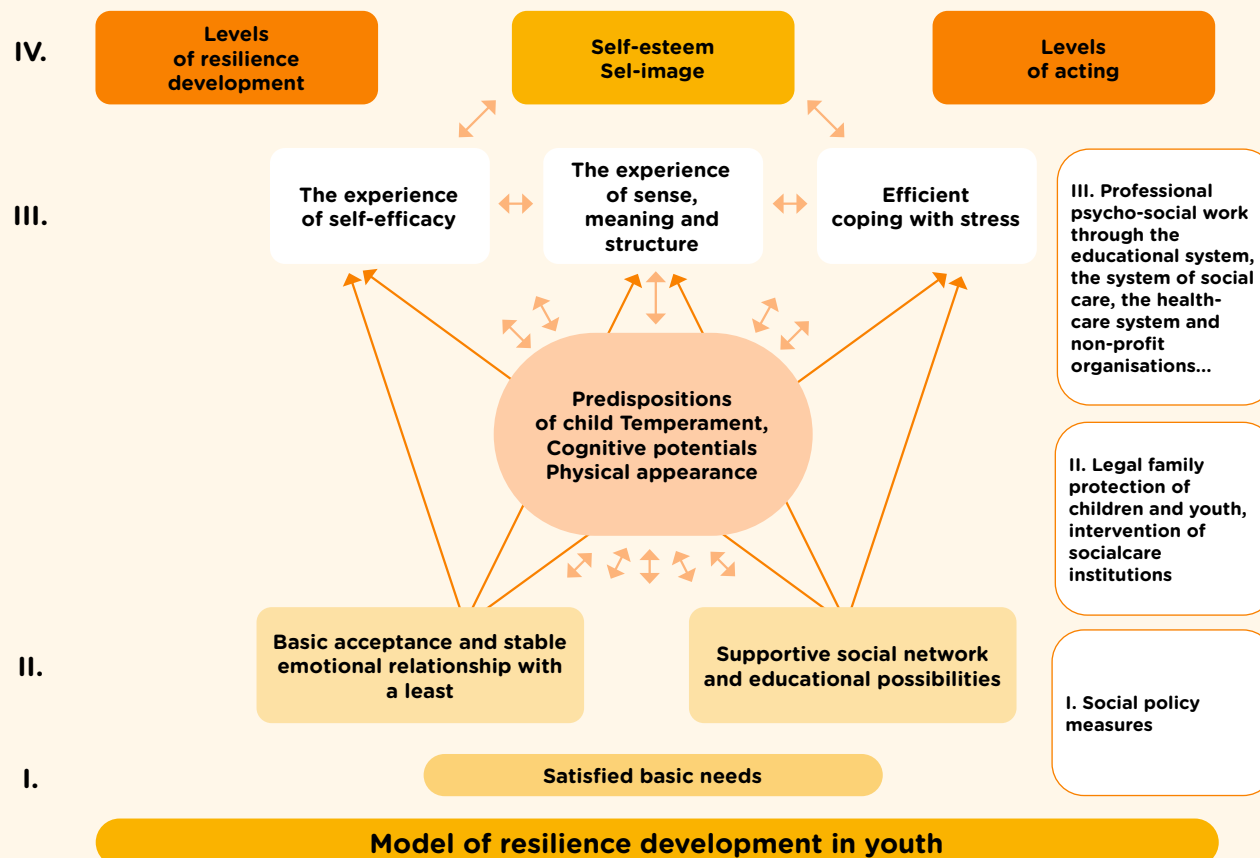 IV.
Levels
of resilience
development
Self-esteem
Sel-image
Levels
of acting
III.
The experience
of self-efficacy
The experience
of sense,
meaning and
structure
Efficient
coping with stress
III. Professional
psycho-social work
through the
educational system,
the system of social
care, the health-
care system and
non-profit
organisations...
Predispositions
of child Temperament,
Cognitive potentials
Physical appearance
II. Legal family
protection of
children and youth,
intervention of
socialcare
institutions
II.
Basic acceptance and stable
emotional relationship with
a least
Supportive social network
and educational possibilities
I. Social policy
measures
I.
Satisfied basic needs
Model of resilience development in youth